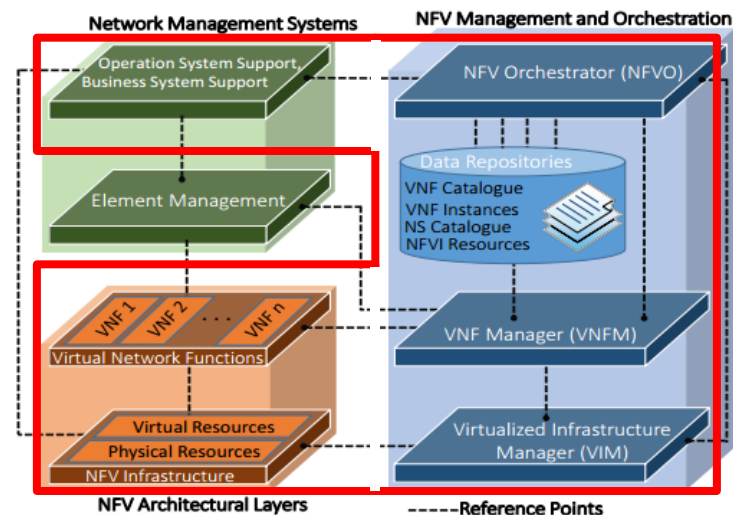 Network Management Systems
NFV Management and Orchestration
Operation System Support,
Business System Support
NFV Orchestrator (NFVO)
Data Repositories
VNF Catalogue
VNF Instances
NS Catalogue
NFVI Resources
Element Management
VNF 1
VNF 2
. . .
VNF n
Virtual Network Functions
VNF Manager (VNFM)
Virtual Resources
Physical Resources
NFV Infrastructure
Virtualized Infrastructure
Manager (VIM)
NFV Architectural Layers
-----Reference Points